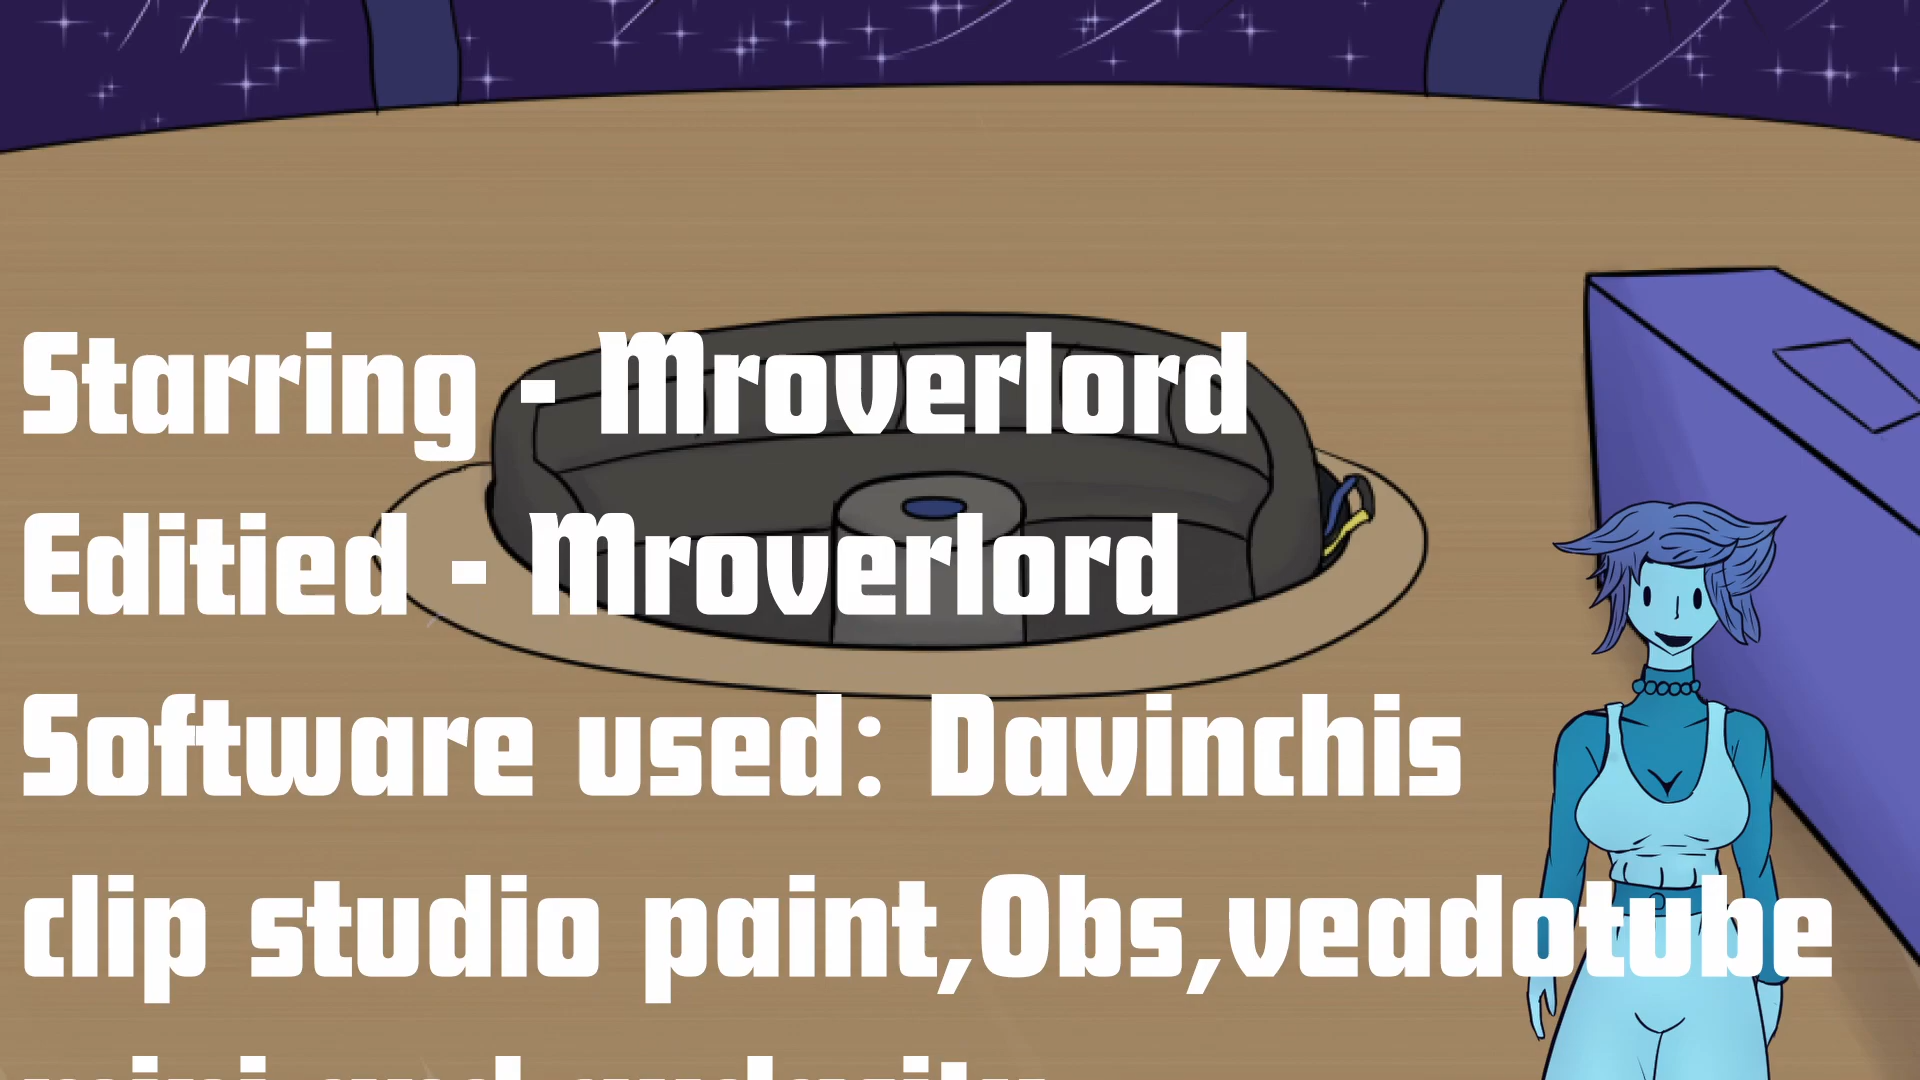 Starring - Mroverlord
Editied - Mroverlord
Software used: Davinchis
clip studio paint,Obs,veadotube